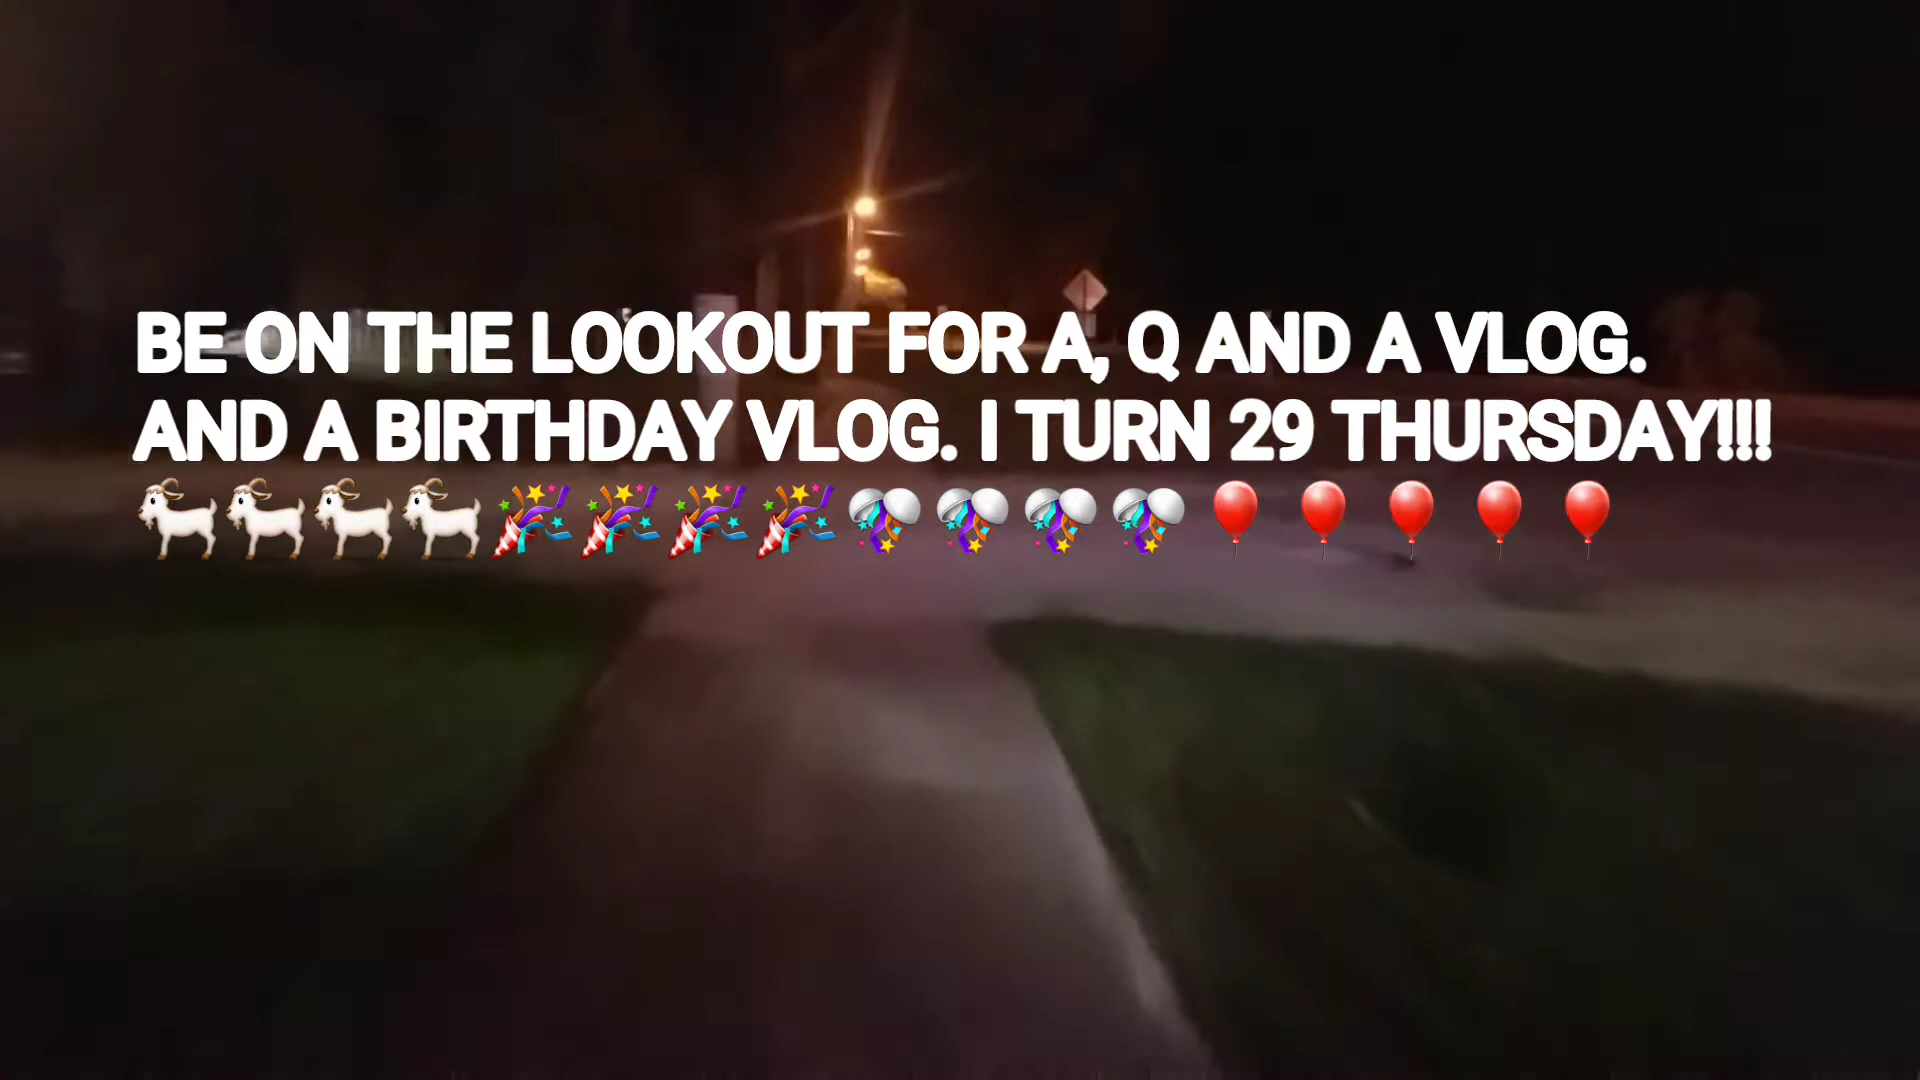 BE ON THE LOOKOUT FOR A, Q AND A VLOG.
AND A BIRTHDAY VLOG. I TURN 29 THURSDAY!!!
🐐🐐🐐🐐🎉🎉🎉🎉🎊🎊🎊🎊🎈🎈🎈🎈🎈